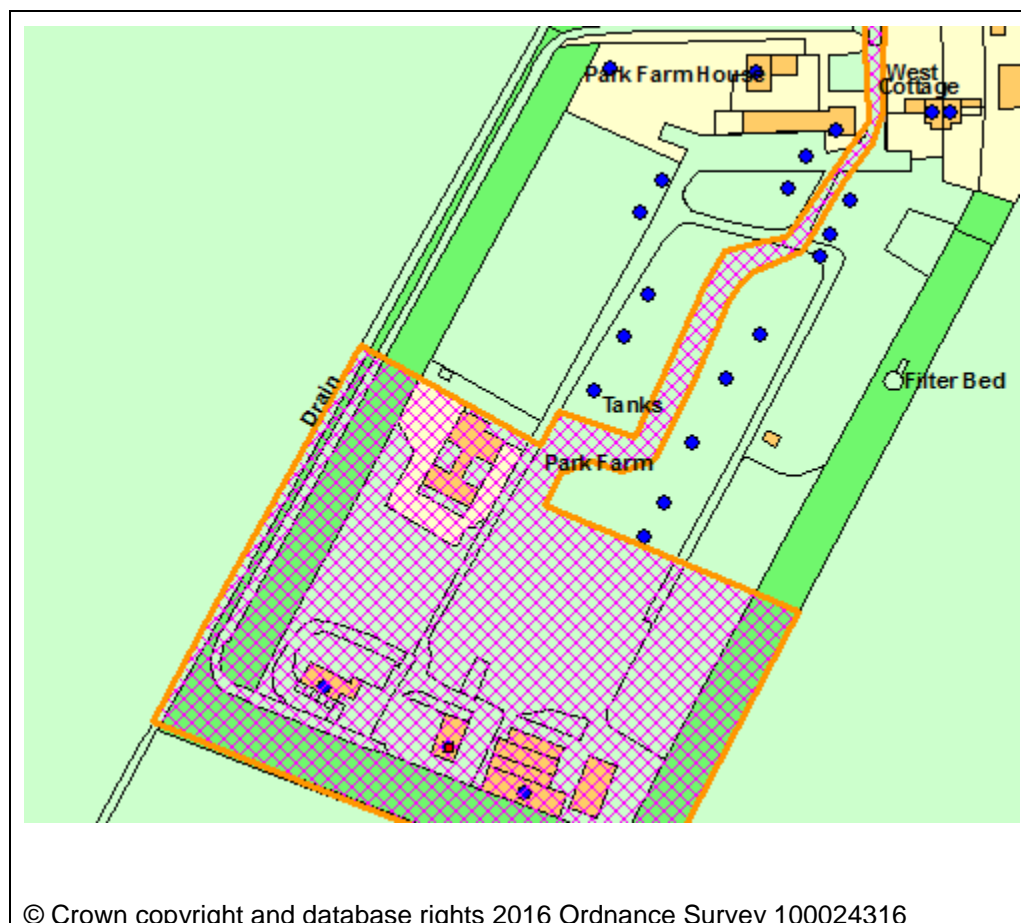 Park Farm House
West
Cottage
Drain
Filter Bed
Tanks
Park Farm
© Crown copyright and database rights 2016 Ordnance Survey 100024316